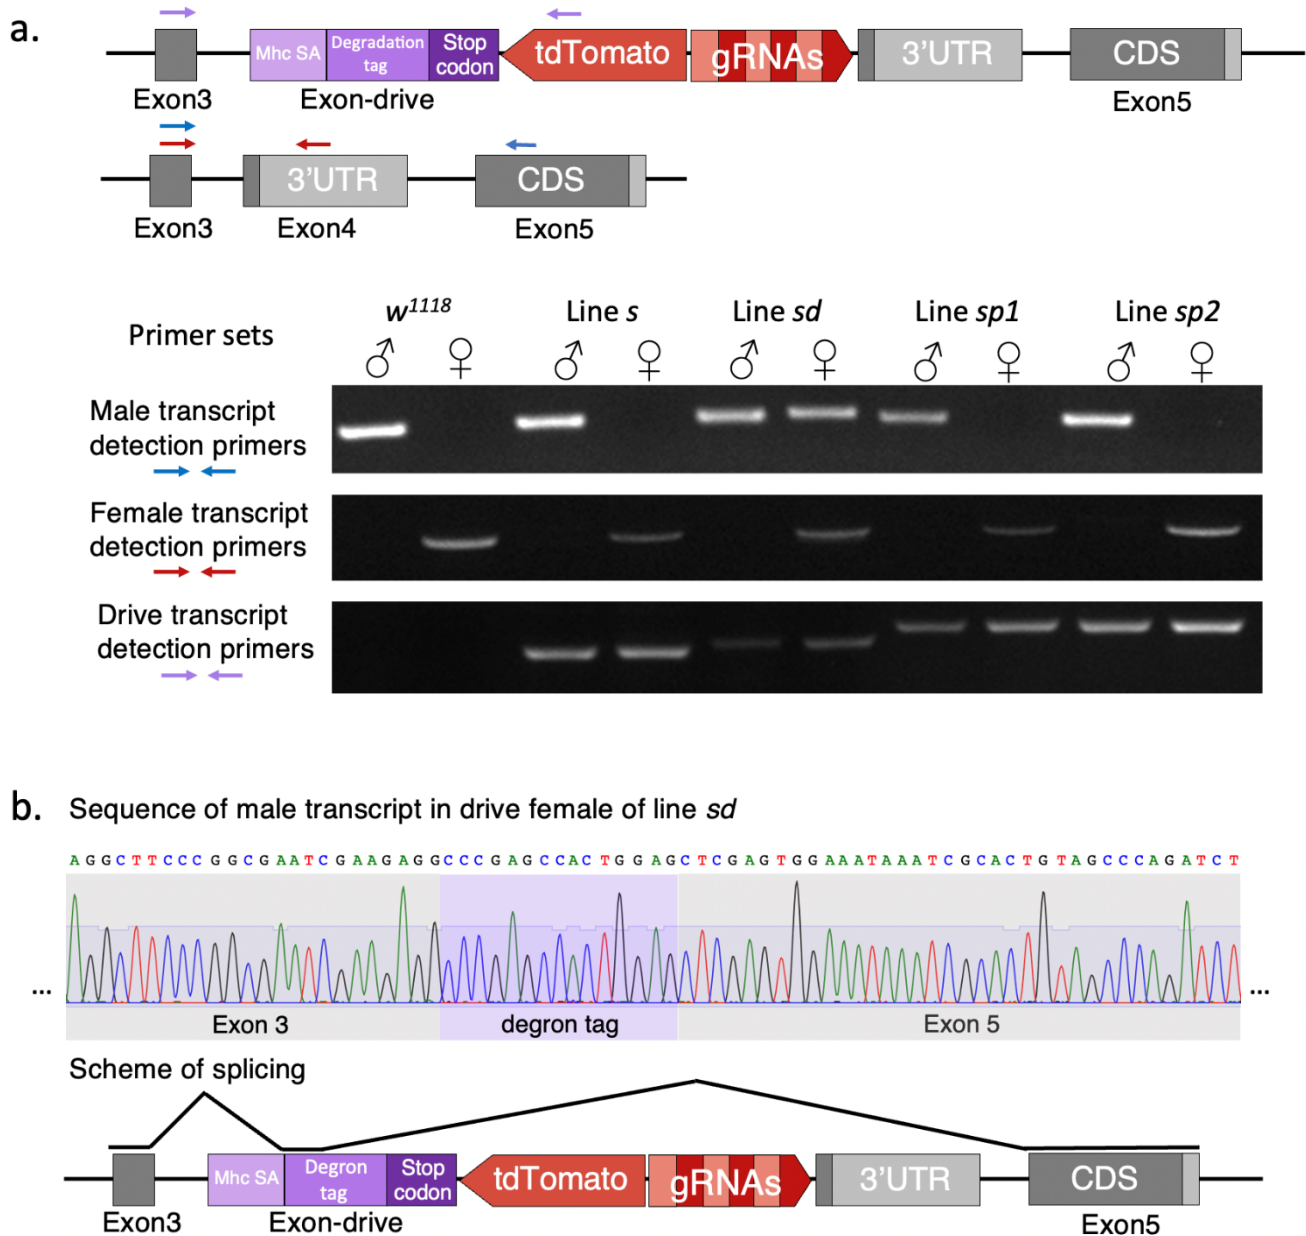 a.
Mhc SA
Degradation
tag
Stop
codon
tdTomato
gRNAs
3'UTR
CDS
Exon3
Exon-drive
Exon5
3'UTR
CDS
Exon3
Exon4
Exon5
Primer sets
w1118
Line s
Line sd
Line sp1
Line sp2
♂ ♀ ♂ ♀ ♂ ♀ ♂ ♀ ♂ ♀
Male transcript
detection primers
Female transcript
detection primers
Drive transcript
detection primers
b. Sequence of male transcript in drive female of line sd
A G G C T T C C C G G C G A A T C G A A G A G G C C C G A G C C A C T G G A G C T C G A G T G G A A A T A A A T C G C A C T G T A G C C C A G A T C T
... ...
Exon 3
degron tag
Exon 5
Scheme of splicing
Mhc SA
Degron
tag
Stop
codon
tdTomato
gRNAs
3'UTR
CDS
Exon3
Exon-drive
Exon5